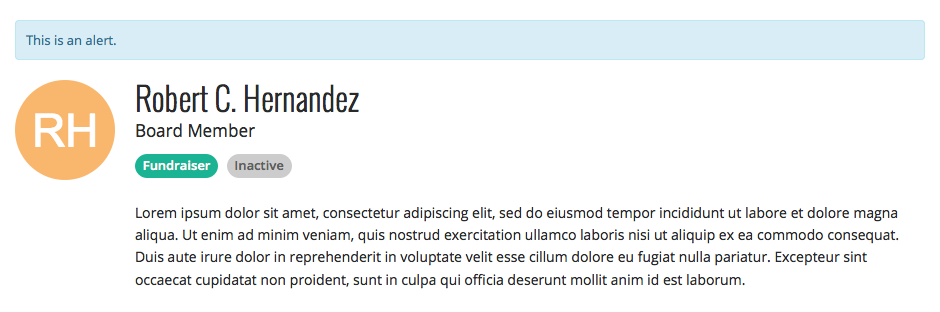 This is an alert.
RH
Robert C. Hernandez
Board Member
Fundraiser Inactive
Lorem ipsum dolor sit amet, consectetur adipiscing elit, sed do eiusmod tempor incididunt ut labore et dolore magna
aliqua. Ut enim ad minim veniam, quis nostrud exercitation ullamco laboris nisi ut aliquip ex ea commodo consequat.
Duis aute irure dolor in reprehenderit in voluptate velit esse cillum dolore eu fugiat nulla pariatur. Excepteur sint
occaecat cupidatat non proident, sunt in culpa qui officia deserunt mollit anim id est laborum.